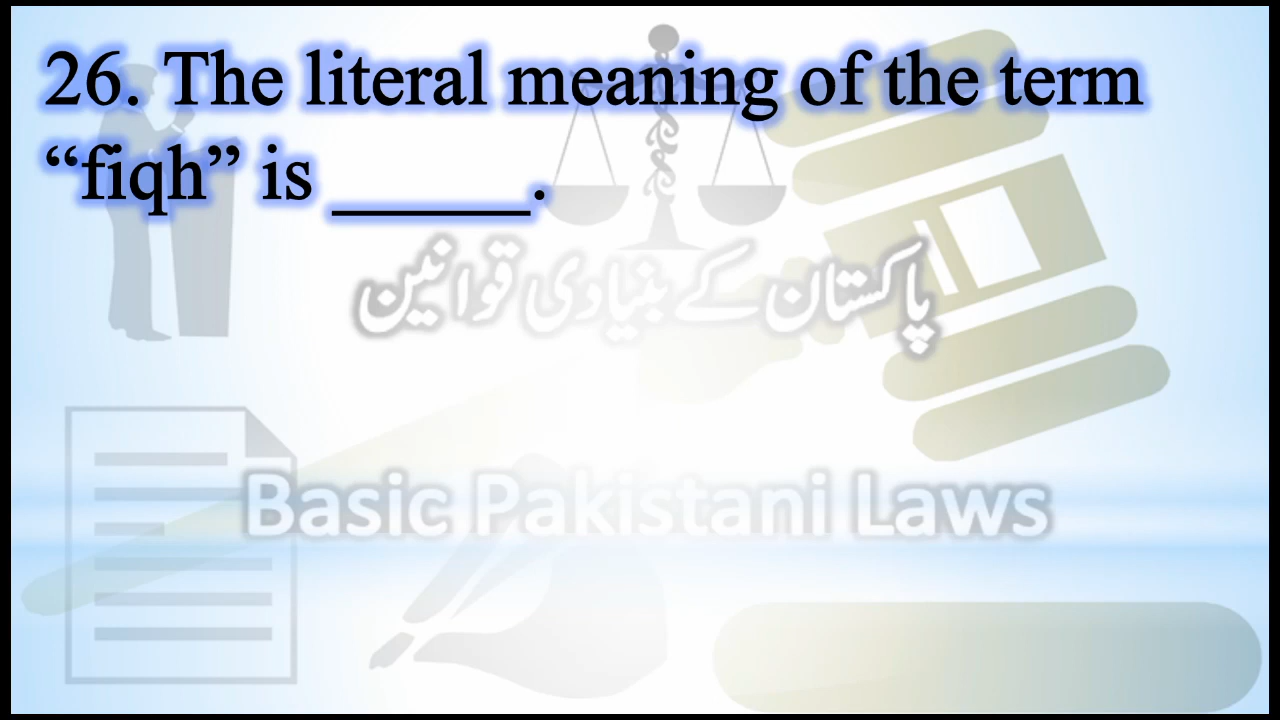 26. The literal meaning of the term
“fiqh” is ______.
پاکستان کے بنیادی قوانین
Basic Pakistani Laws